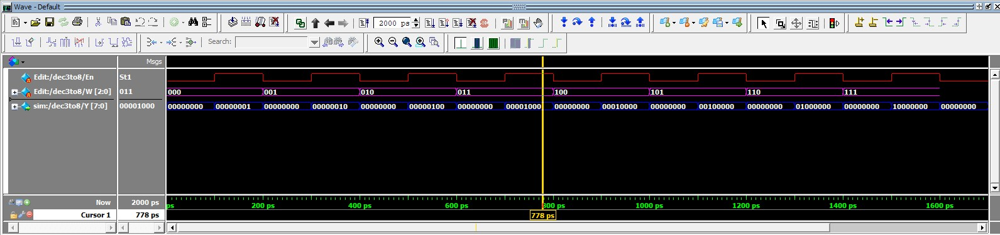 Wave - Default
2000 ps
Search:
Msgs
Edit:/dec3to8/En St1
Edit:/dec3to8/W [2:0] 011 000 001 010 011 100 101 110 111
sim:/dec3to8/Y [7:0] 00001000 00000000 00000001 00000000 00000010 00000000 00000100 00000000 00001000 00000000 00010000 00000000 00100000 00000000 01000000 00000000 10000000 00000000
Now 2000 ps ps 200 ps 400 ps 600 ps 800 ps 1000 ps 1200 ps 1400 ps 1600 ps
Cursor 1 778 ps 778 ps